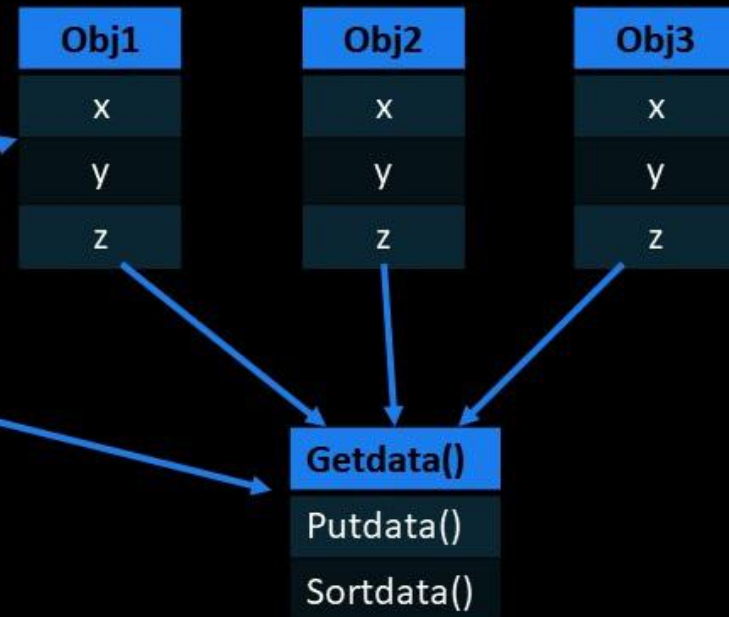 Obj1 Obj2 Obj3
x x x
y y y
z z z
Getdata()
Putdata()
Sortdata()